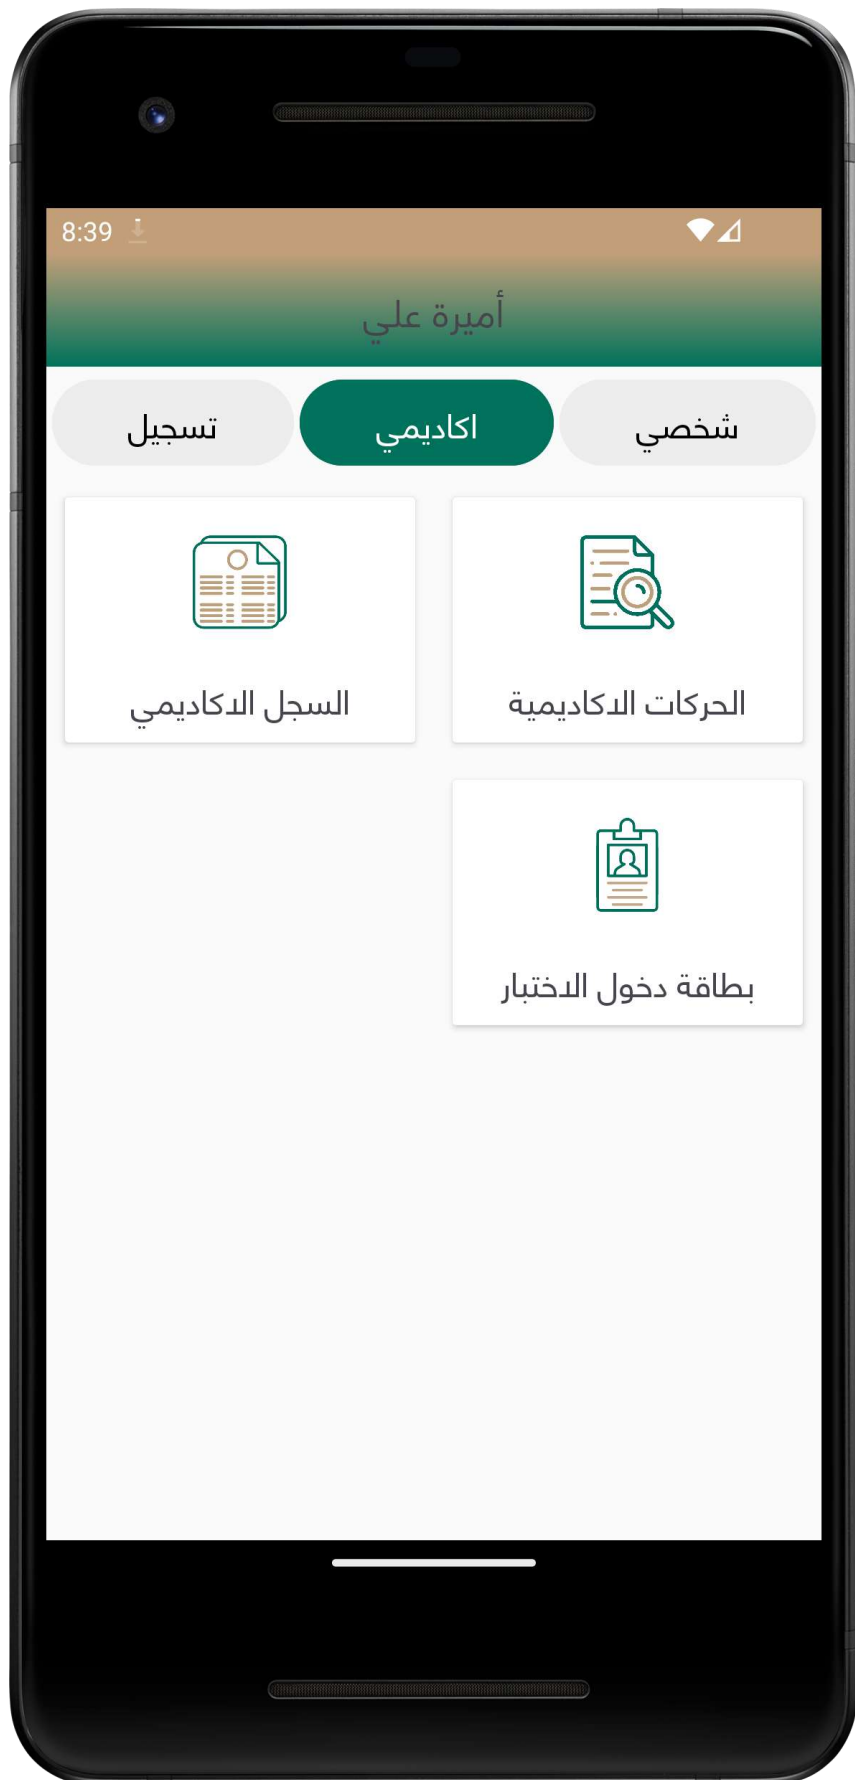 8:39
أميرة علي
شخصي
اكاديمي
تسجيل
الحركات الاكاديمية
السجل الاكاديمي
بطاقة دخول الاختبار